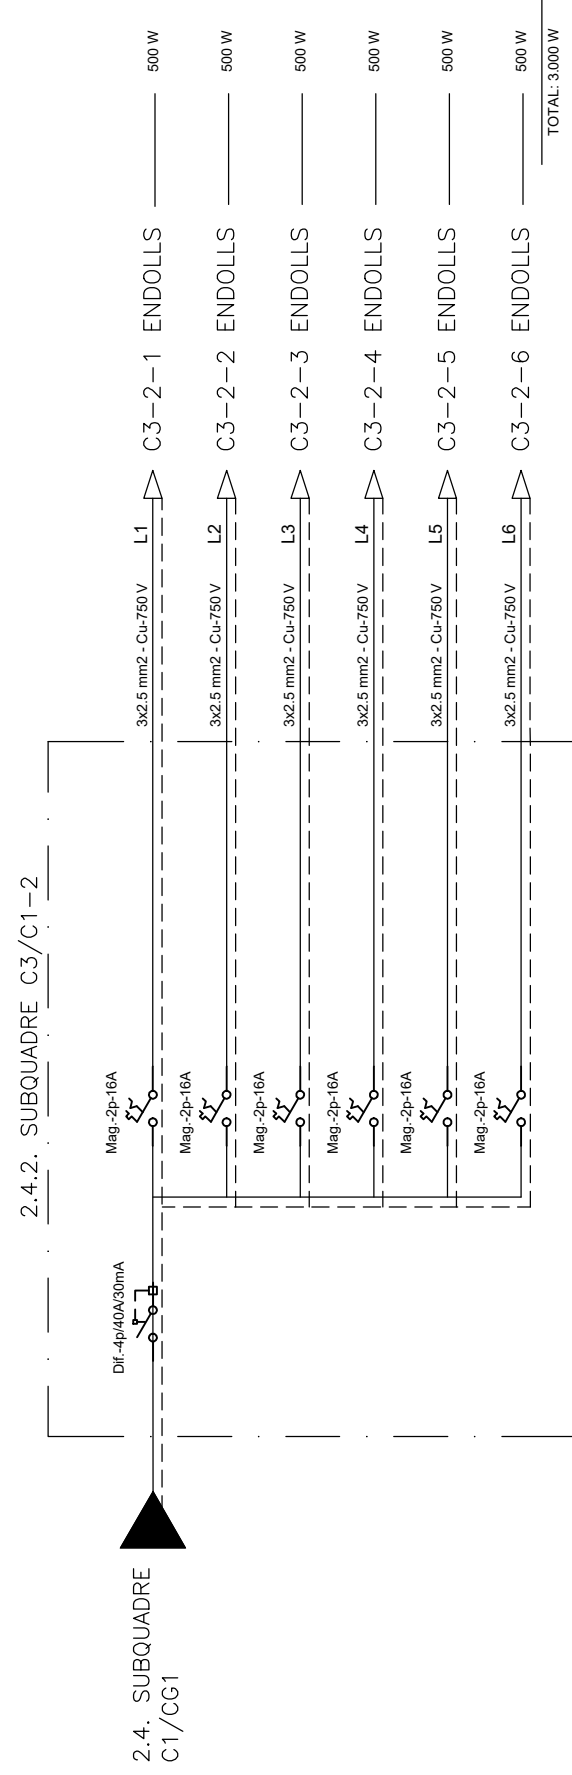 2.4.2. SUBQUADRE C3/C1-2
2.4. SUBQUADRE
C1/CG1
Dif.-4p/40A/30mA
Mag.-2p-16A
3x2.5 mm2 - Cu-750 V
L1
C3-2-1 ENDOLLS
500 W
Mag.-2p-16A
3x2.5 mm2 - Cu-750 V
L2
C3-2-2 ENDOLLS
500 W
Mag.-2p-16A
3x2.5 mm2 - Cu-750 V
L3
C3-2-3 ENDOLLS
500 W
Mag.-2p-16A
3x2.5 mm2 - Cu-750 V
L4
C3-2-4 ENDOLLS
500 W
Mag.-2p-16A
3x2.5 mm2 - Cu-750 V
L5
C3-2-5 ENDOLLS
500 W
Mag.-2p-16A
3x2.5 mm2 - Cu-750 V
L6
C3-2-6 ENDOLLS
500 W
TOTAL: 3.000 W